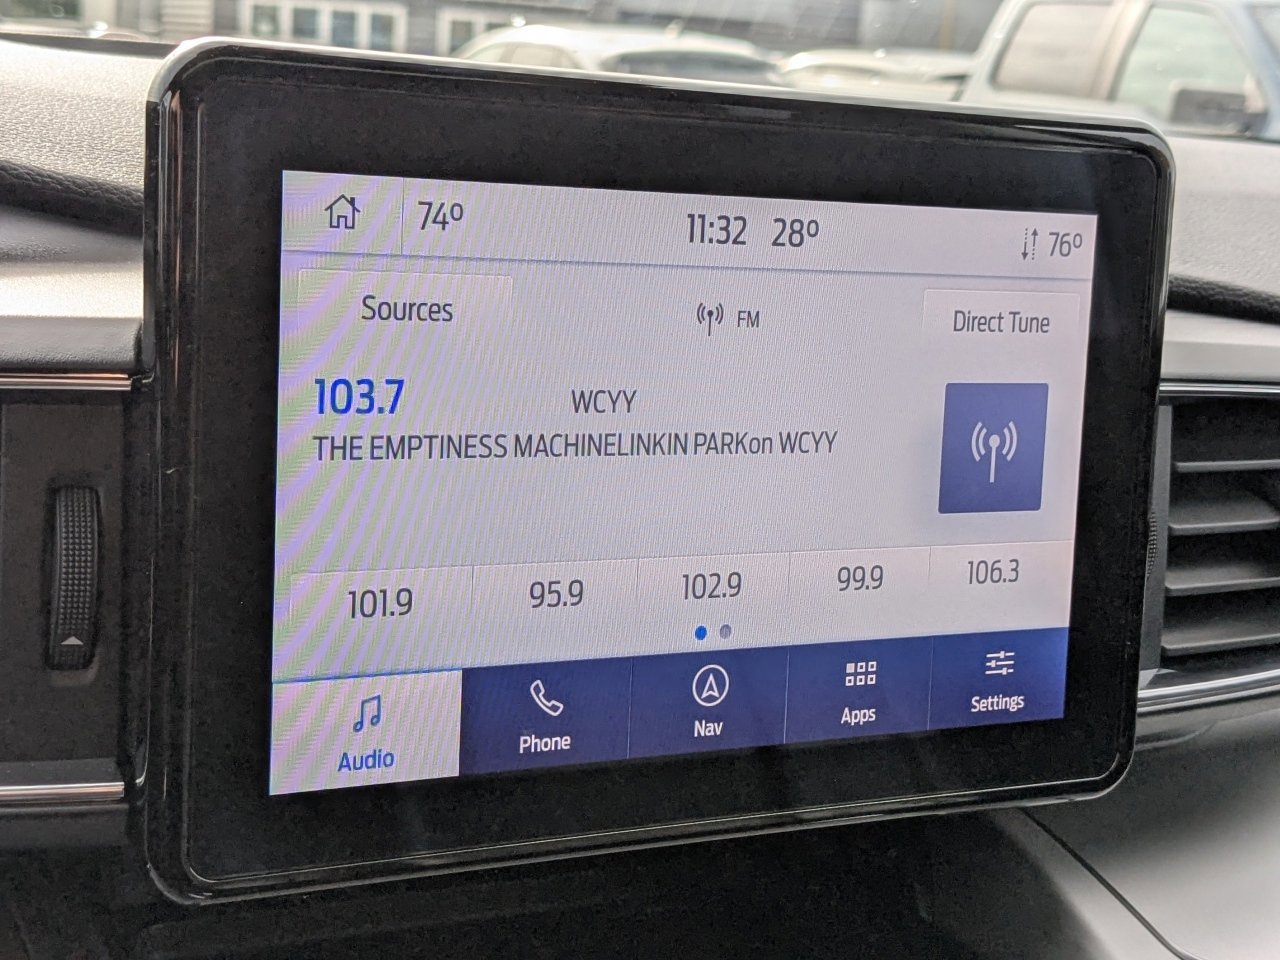 74° 11:32 28° 76°
Sources FM Direct Tune
103.7 WCYY
THE EMPTINESS MACHINELINKIN PARKon WCYY
101.9 95.9 102.9 99.9 106.3
Audio Phone Nav Apps Settings